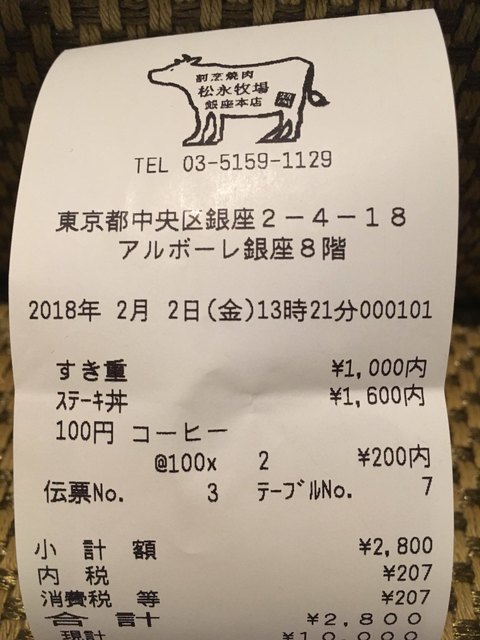 割烹焼肉
松永牧場
銀座本店
TEL 03-5159-1129
東京都中央区銀座2-4-18
アルボーレ銀座8階
2018年 2月 2日(金)13時21分000101
すき重 ¥1,000内
ｽﾃｰｷ丼 ¥1,600内
100円 コーヒー
@100x 2 ¥200内
伝票No. 3 ﾃｰﾌﾞﾙNo. 7
小計額 ¥2,800
内税 ¥207
消費税等 ¥207
合計 ¥2,800
現計 ¥10,000